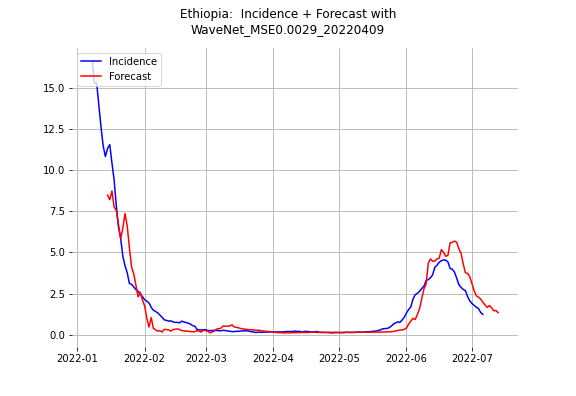 Ethiopia:  Incidence + Forecast with
WaveNet_MSE0.0029_20220409
Incidence
Forecast
15.0
12.5
10.0
7.5
5.0
2.5
0.0
2022-01 2022-02 2022-03 2022-04 2022-05 2022-06 2022-07